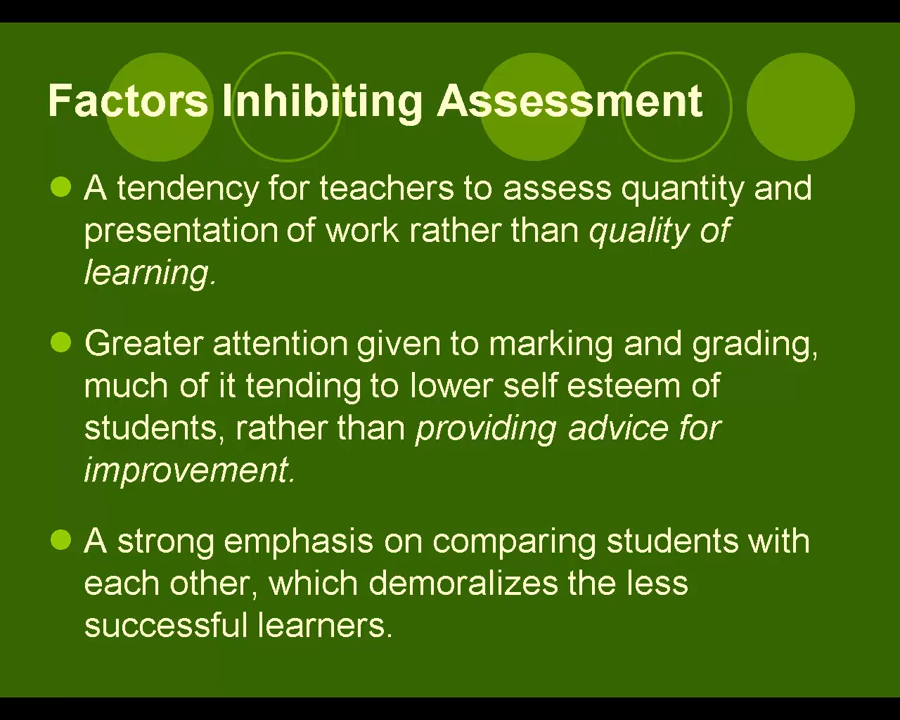 Factors Inhibiting Assessment
A tendency for teachers to assess quantity and
presentation of work rather than quality of
learning.
Greater attention given to marking and grading,
much of it tending to lower self esteem of
students, rather than providing advice for
improvement.
A strong emphasis on comparing students with
each other, which demoralizes the less
successful learners.